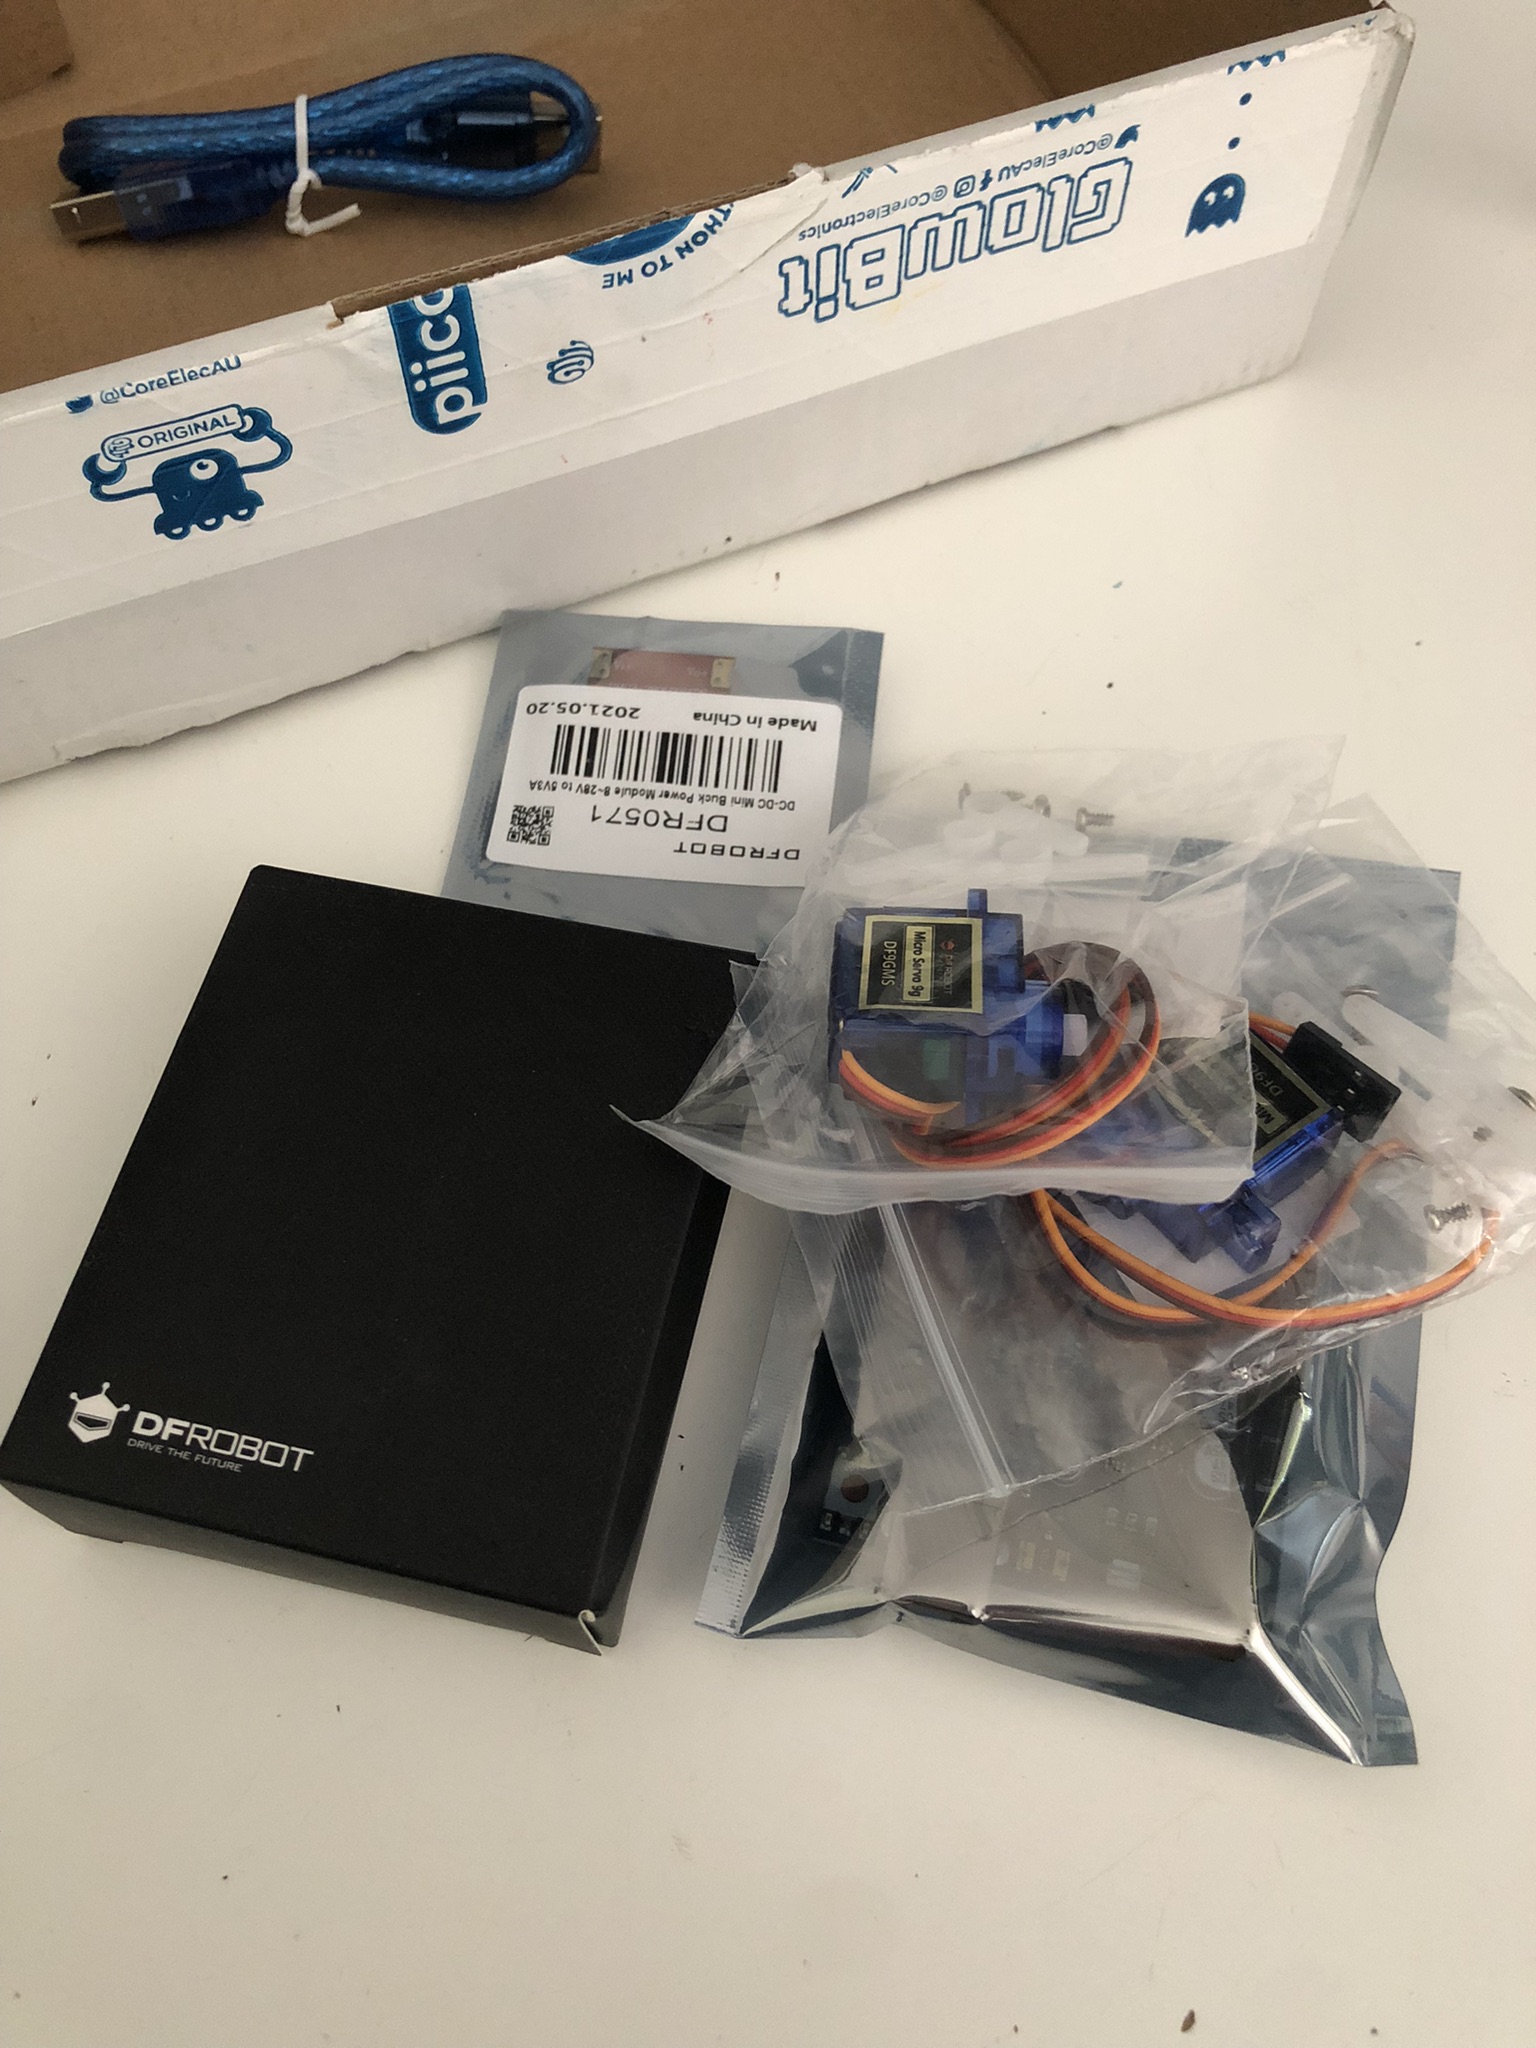 @CoreElecAU
ORIGINAL
piico
THON TO ME
GlowBit
@CoreElectronics
@CoreElecAU
DFROBOT
DFR0571
DC-DC Mini Buck Power Module 8~28V to 5V3A
Made in China
2021.05.20
DFROBOT
Micro Servo 9g
DF9GMS
DFROBOT
DRIVE THE FUTURE